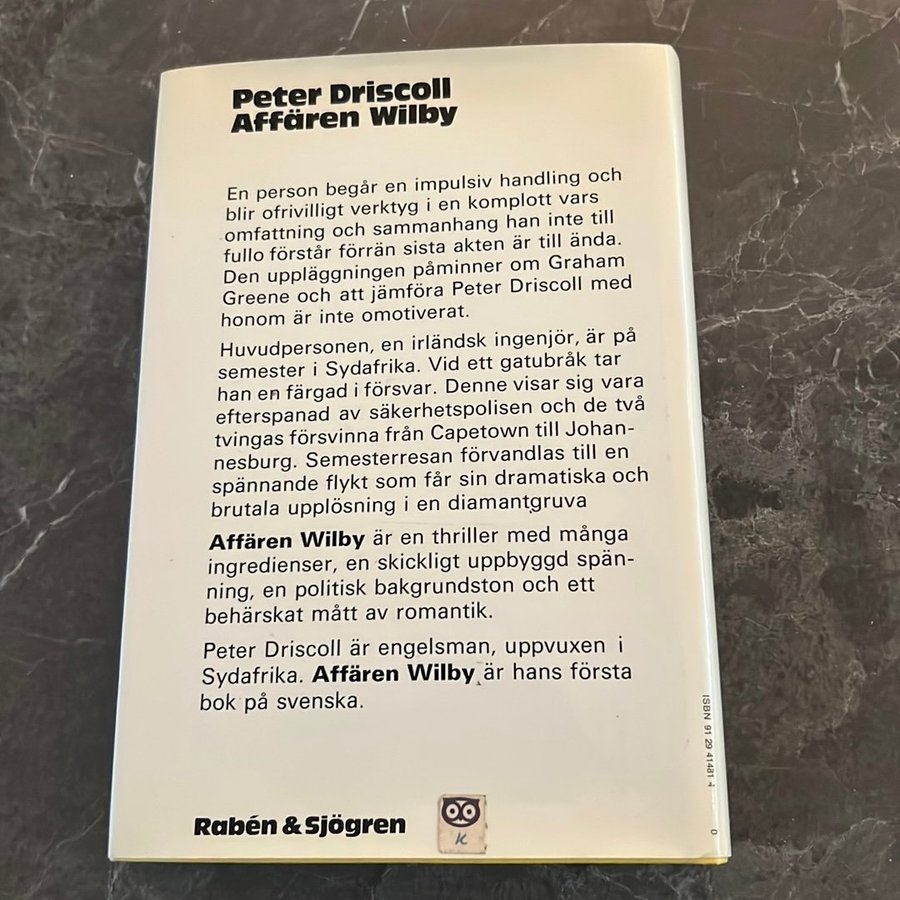 Peter Driscoll
Affären Wilby
En person begår en impulsiv handling och
blir ofrivilligt verktyg i en komplott vars
omfattning och sammanhang han inte till
fullo förstår förrän sista akten är till ända.
Den uppläggningen påminner om Graham
Greene och att jämföra Peter Driscoll med
honom är inte omotiverat.
Huvudpersonen, en irländsk ingenjör, är på
semester i Sydafrika. Vid ett gatubråk tar
han en färgad i försvar. Denne visar sig vara
efterspanad av säkerhetspolisen och de två
tvingas försvinna från Capetown till Johan-
nesburg. Semesterresan förvandlas till en
spännande flykt som får sin dramatiska och
brutala upplösning i en diamantgruva
Affären Wilby är en thriller med många
ingredienser, en skickligt uppbyggd spän-
ning, en politisk bakgrundston och ett
behärskat mått av romantik.
Peter Driscoll är engelsman, uppvuxen i
Sydafrika. Affären Wilby är hans första
bok på svenska.
Rabén & Sjögren
K
ISBN 91 29 41481 4
0